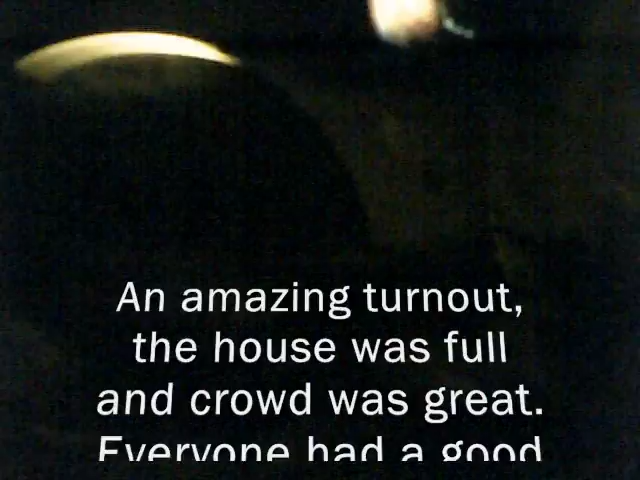 An amazing turnout,
the house was full
and crowd was great.
Everyone had a good